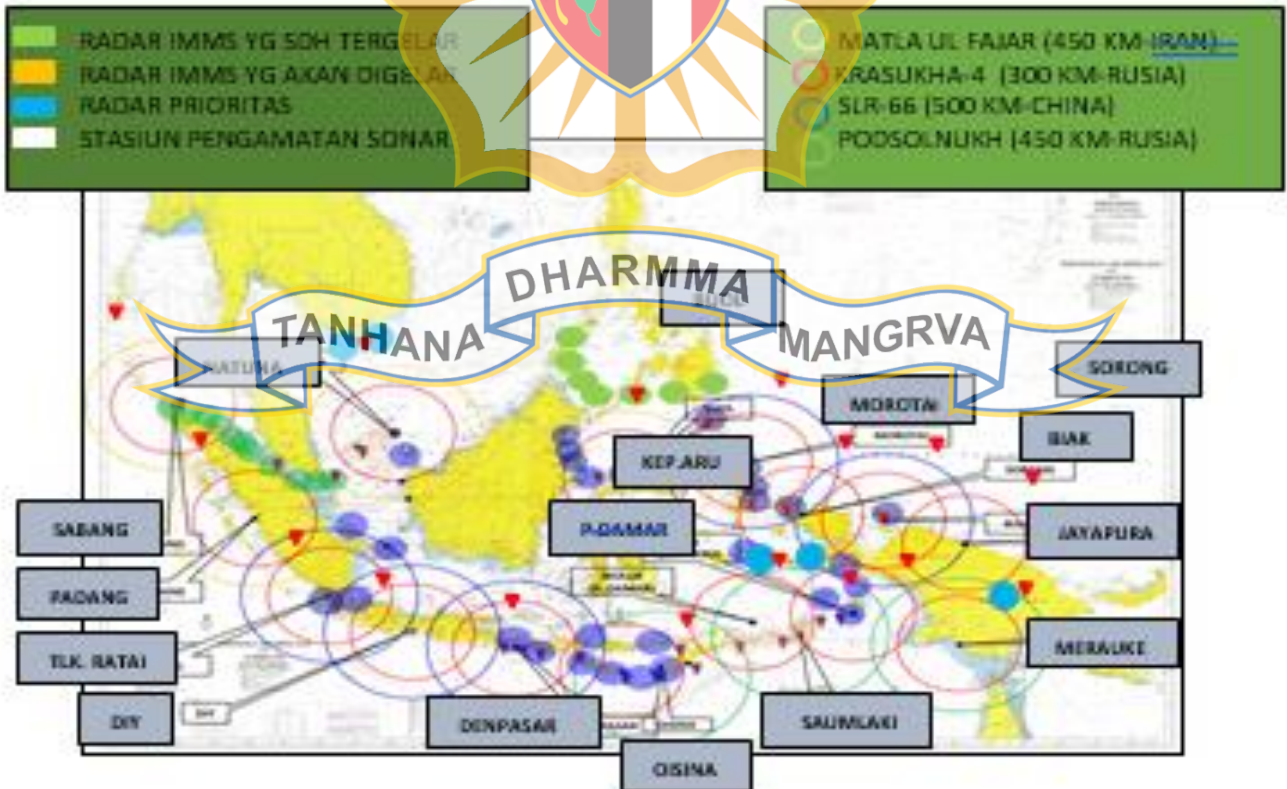 RADAR IMMS YG SDH TERGELAR
RADAR IMMS YG AKAN DIGELAR
RADAR PRIORITAS
STASIUN PENGAMATAN SONAR
MATLA UL FAJAR (450 KM-IRAN)
KRASUKHA-4 (300 KM-RUSIA)
SLR-66 (500 KM-CHINA)
PODSOLNUKH (450 KM-RUSIA)
TANHANA DHARMMA MANGRVA
NATUNA
SORONG
MOROTAI
BIAK
KEP.ARU
SABANG
P.DAMAR
JAYAPURA
PADANG
TLK. RATAI
MERAUKE
DIY
DIY
DENPASAR
SAUMLAKI
OISINA